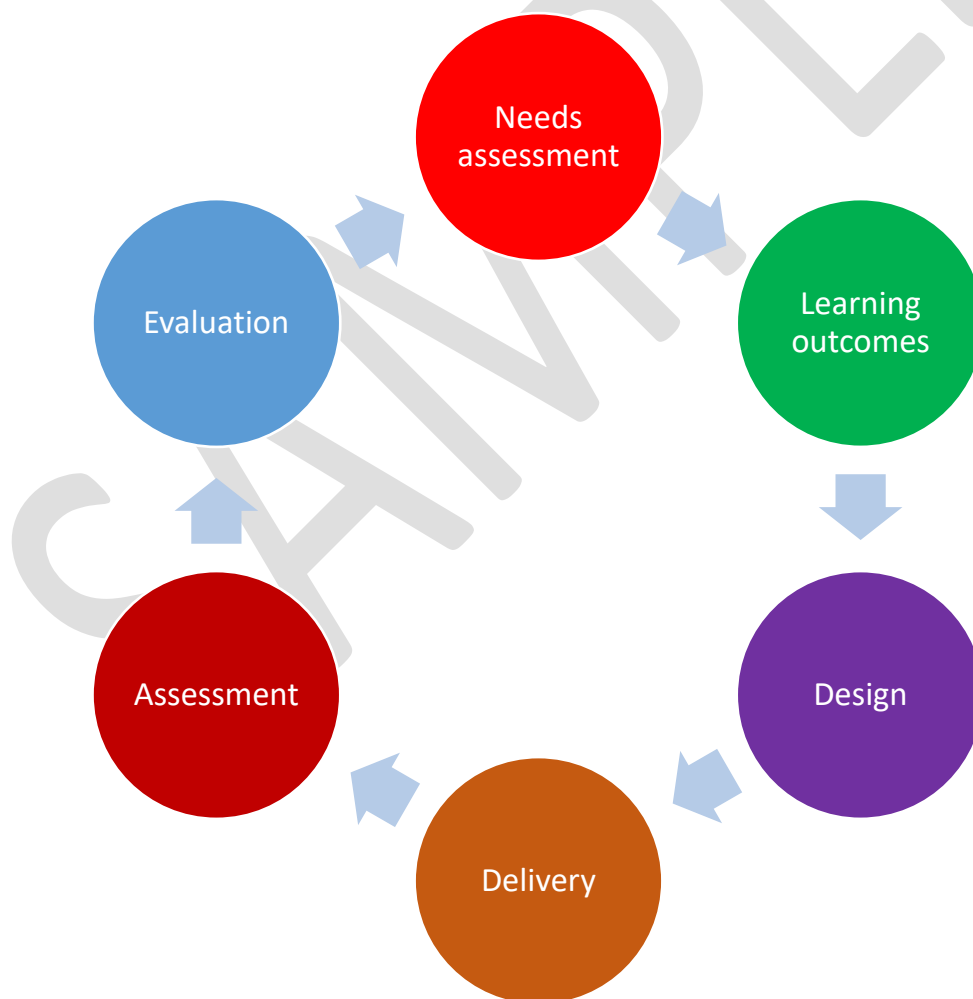 Needs
assessment
Learning
outcomes
Design
Delivery
Assessment
Evaluation
SAMPLE